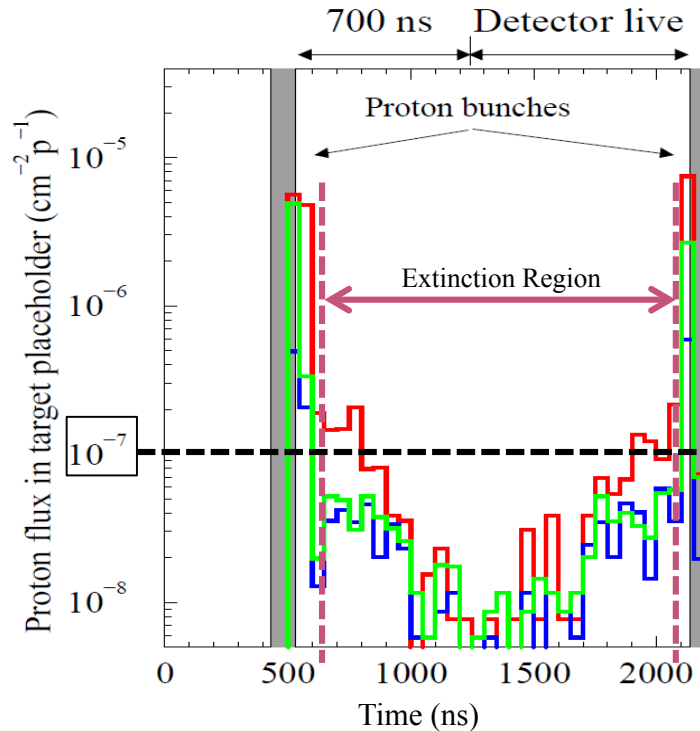 700 ns Detector live
Proton bunches
Extinction Region
Proton flux in target placeholder (cm⁻² p⁻¹)
10⁻⁵
10⁻⁶
10⁻⁷
10⁻⁸
0 500 1000 1500 2000
Time (ns)